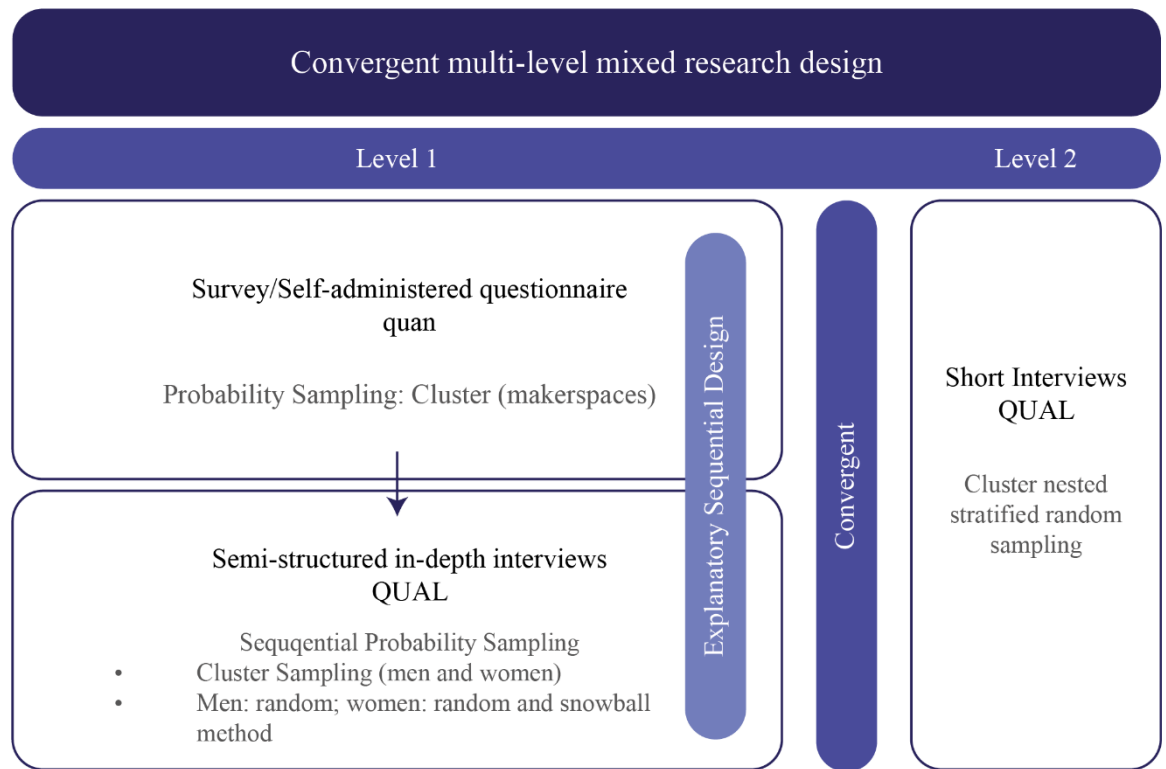 Convergent multi-level mixed research design
Level 1
Level 2
Survey/Self-administered questionnaire
quan
Probability Sampling: Cluster (makerspaces)
Semi-structured in-depth interviews
QUAL
Sequqential Probability Sampling
• Cluster Sampling (men and women)
• Men: random; women: random and snowball
method
Explanatory Sequential Design
Convergent
Short Interviews
QUAL
Cluster nested
stratified random
sampling